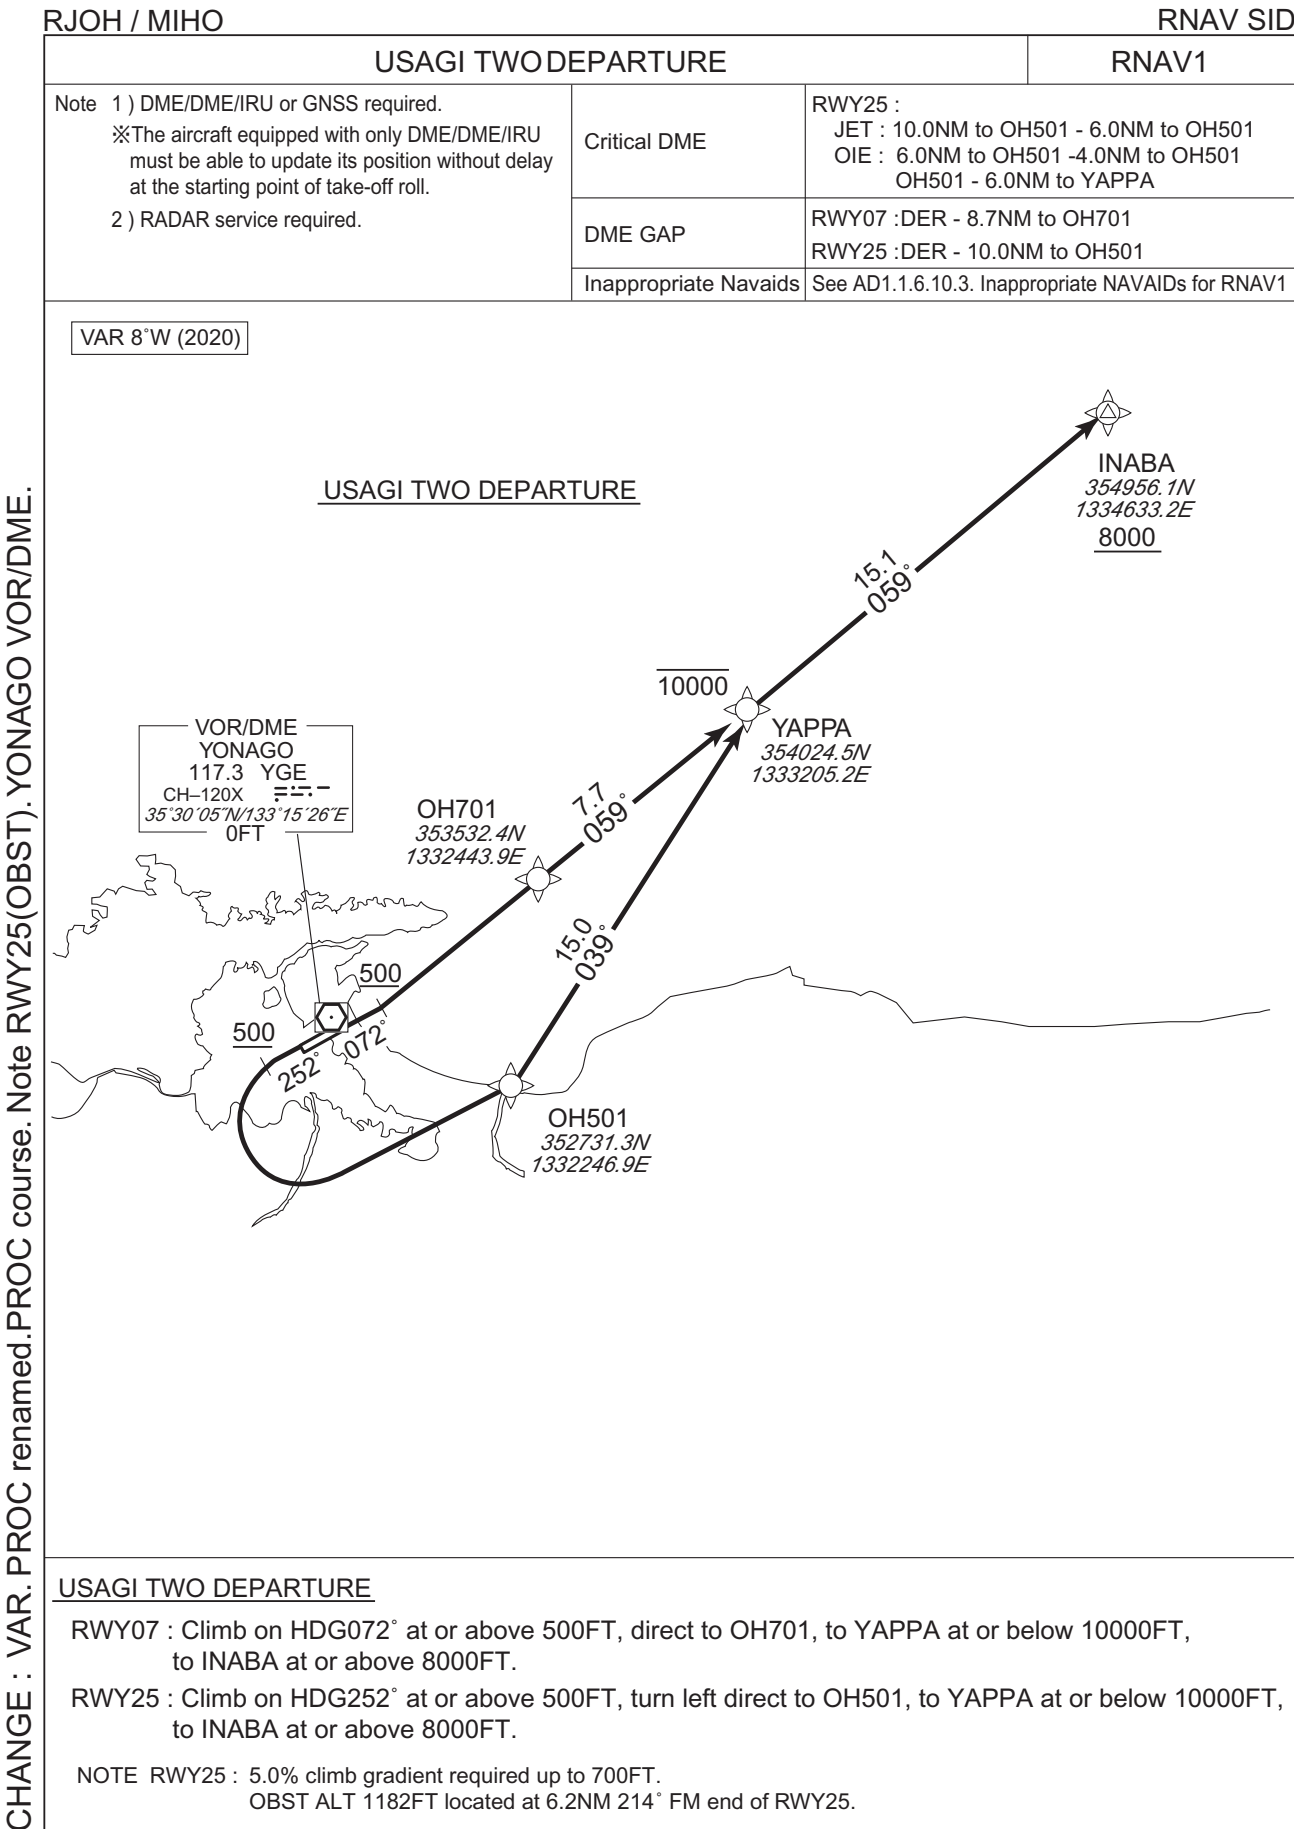 RJOH / MIHO
RNAV SID
USAGI TWO DEPARTURE
RNAV1
Note 1 ) DME/DME/IRU or GNSS required.
※The aircraft equipped with only DME/DME/IRU
must be able to update its position without delay
at the starting point of take-off roll.
2 ) RADAR service required.
Critical DME
RWY25 :
JET : 10.0NM to OH501 - 6.0NM to OH501
OIE : 6.0NM to OH501 -4.0NM to OH501
OH501 - 6.0NM to YAPPA
DME GAP
RWY07 :DER - 8.7NM to OH701
RWY25 :DER - 10.0NM to OH501
Inappropriate Navaids
See AD1.1.6.10.3. Inappropriate NAVAIDs for RNAV1
VAR 8˚W (2020)
USAGI TWO DEPARTURE
INABA
354956.1N
1334633.2E
8000
15.1
059˚
10000
YAPPA
354024.5N
1333205.2E
VOR/DME
YONAGO
117.3 YGE
CH–120X
35˚30´05˝N/133˚15´26˝E
0FT
OH701
353532.4N
1332443.9E
7.7
059˚
15.0
039˚
500
500
072˚
252˚
OH501
352731.3N
1332246.9E
USAGI TWO DEPARTURE
RWY07 : Climb on HDG072˚ at or above 500FT, direct to OH701, to YAPPA at or below 10000FT,
to INABA at or above 8000FT.
RWY25 : Climb on HDG252˚ at or above 500FT, turn left direct to OH501, to YAPPA at or below 10000FT,
to INABA at or above 8000FT.
NOTE RWY25 : 5.0% climb gradient required up to 700FT.
OBST ALT 1182FT located at 6.2NM 214˚ FM end of RWY25.
CHANGE : VAR. PROC renamed.PROC course. Note RWY25(OBST). YONAGO VOR/DME.